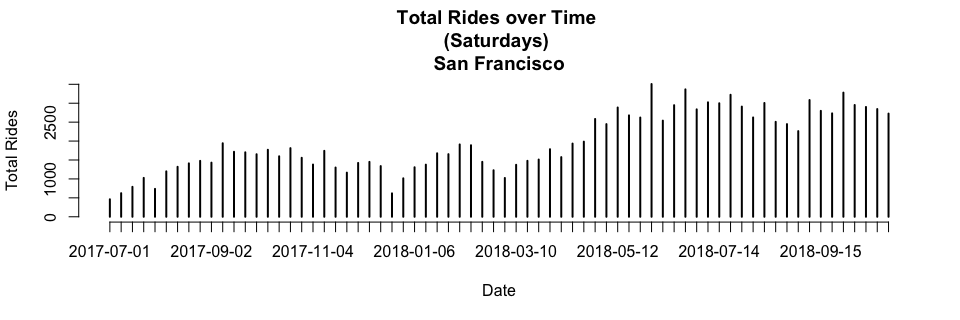 Total Rides over Time
(Saturdays)
San Francisco
Total Rides
2500
1000
0
2017-07-01 2017-09-02 2017-11-04 2018-01-06 2018-03-10 2018-05-12 2018-07-14 2018-09-15
Date